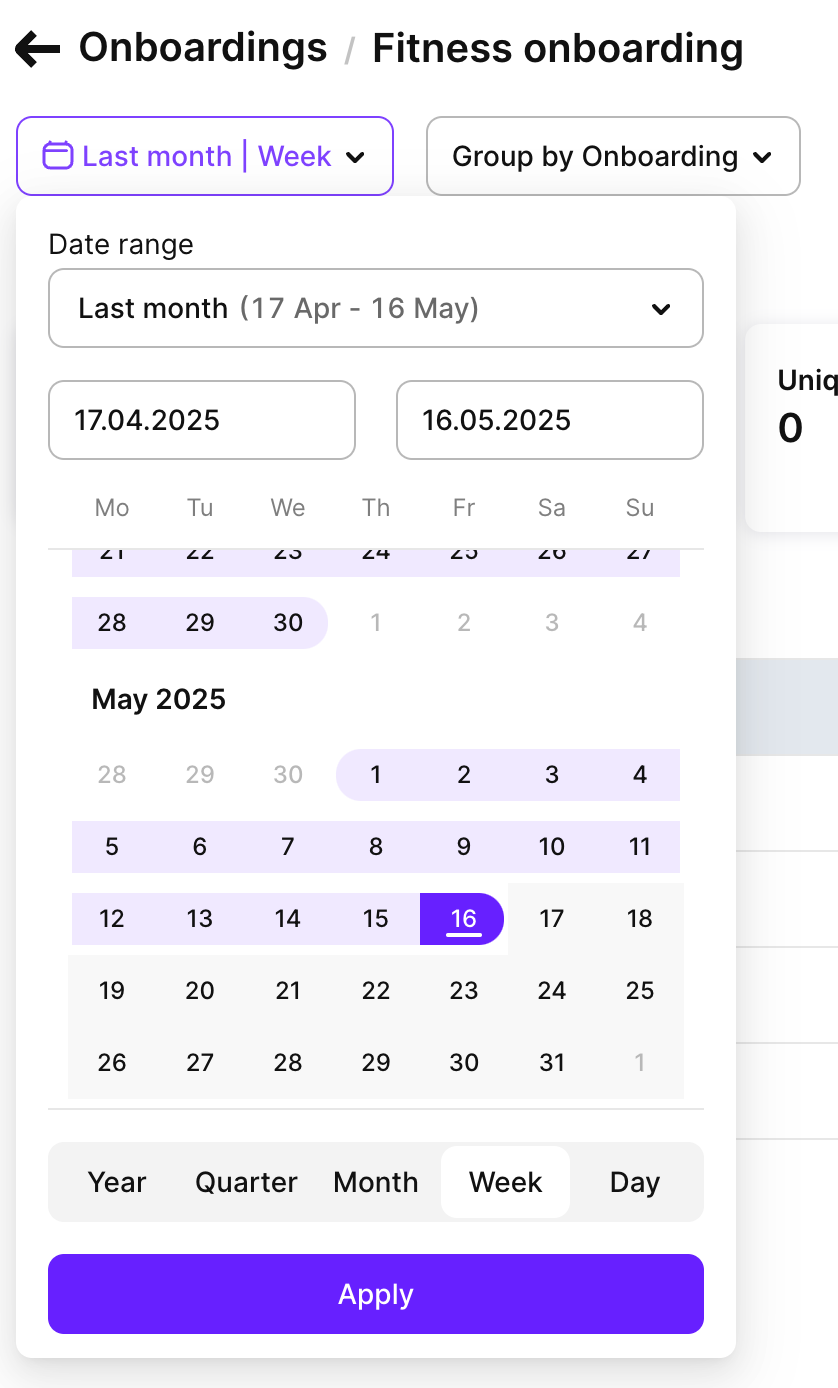 Onboardings / Fitness onboarding
Last month | Week
Group by Onboarding
Date range
Last month (17 Apr - 16 May)
17.04.2025
16.05.2025
Uniq
0
Mo Tu We Th Fr Sa Su
21 22 23 24 25 26 27
28 29 30 1 2 3 4
May 2025
28 29 30 1 2 3 4
5 6 7 8 9 10 11
12 13 14 15 16 17 18
19 20 21 22 23 24 25
26 27 28 29 30 31 1
Year Quarter Month Week Day
Apply